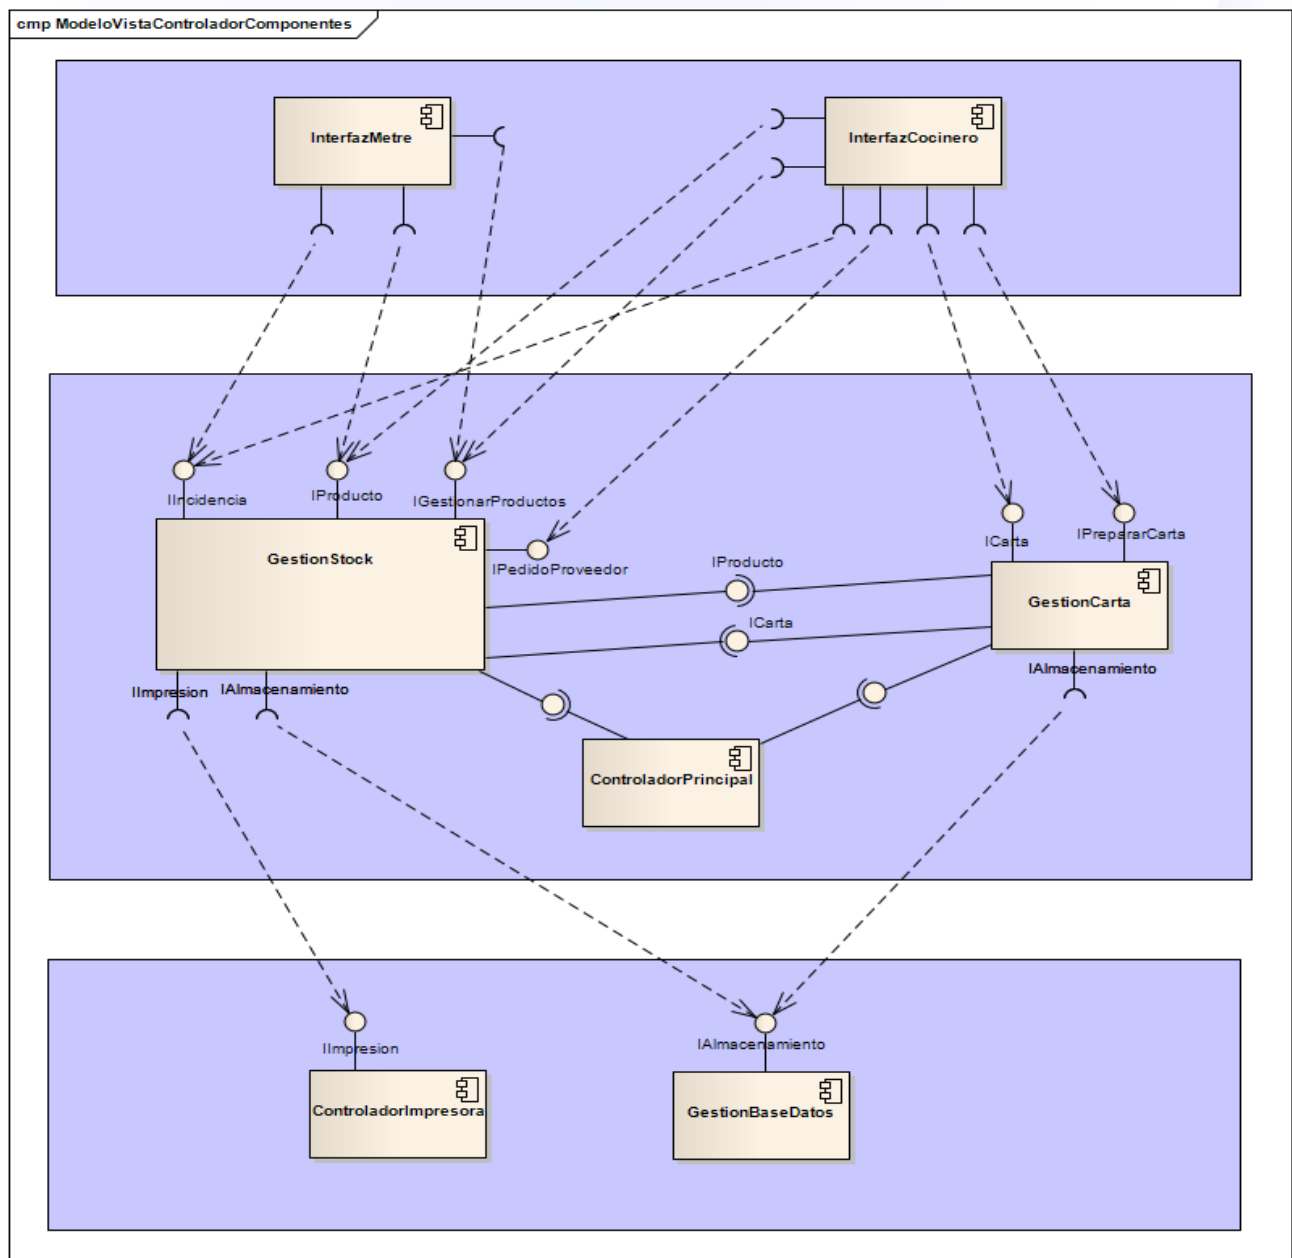 cmp ModeloVistaControladorComponentes
InterfazMetre
InterfazCocinero
IIncidencia
IProducto
IGestionarProductos
ICarta
IPrepararCarta
GestionStock
IPedidoProveedor
IProducto
GestionCarta
ICarta
IImpresion
IAlmacenamiento
IAlmacenamiento
ControladorPrincipal
IImpresion
IAlmacenamiento
ControladorImpresora
GestionBaseDatos